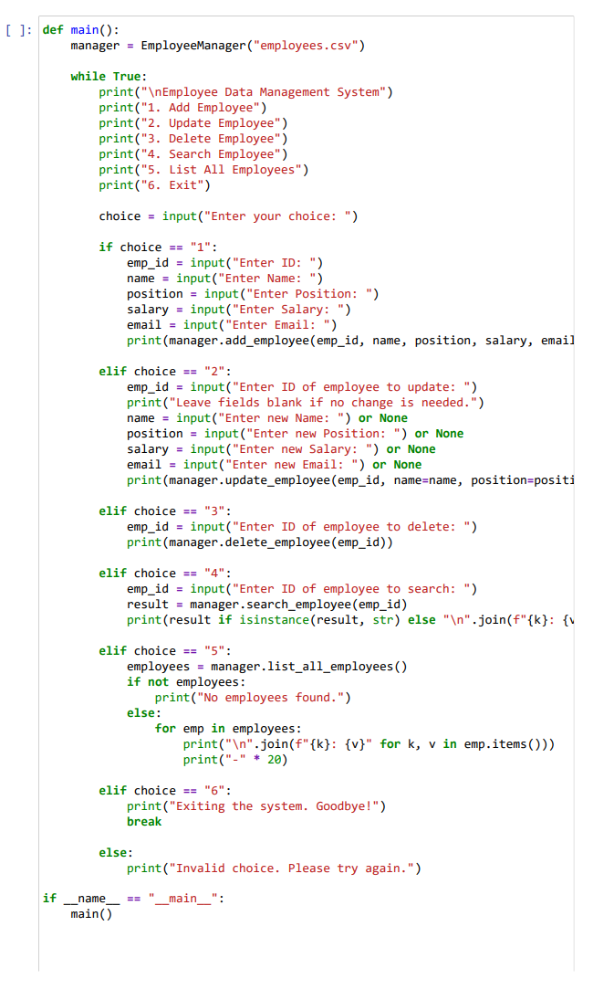 [ ]: def main():
    manager = EmployeeManager("employees.csv")
    while True:
        print("\nEmployee Data Management System")
        print("1. Add Employee")
        print("2. Update Employee")
        print("3. Delete Employee")
        print("4. Search Employee")
        print("5. List All Employees")
        print("6. Exit")
        choice = input("Enter your choice: ")
        if choice == "1":
            emp_id = input("Enter ID: ")
            name = input("Enter Name: ")
            position = input("Enter Position: ")
            salary = input("Enter Salary: ")
            email = input("Enter Email: ")
            print(manager.add_employee(emp_id, name, position, salary, email
        elif choice == "2":
            emp_id = input("Enter ID of employee to update: ")
            print("Leave fields blank if no change is needed.")
            name = input("Enter new Name: ") or None
            position = input("Enter new Position: ") or None
            salary = input("Enter new Salary: ") or None
            email = input("Enter new Email: ") or None
            print(manager.update_employee(emp_id, name=name, position=positi
        elif choice == "3":
            emp_id = input("Enter ID of employee to delete: ")
            print(manager.delete_employee(emp_id))
        elif choice == "4":
            emp_id = input("Enter ID of employee to search: ")
            result = manager.search_employee(emp_id)
            print(result if isinstance(result, str) else "\n".join(f"{k}: {v
        elif choice == "5":
            employees = manager.list_all_employees()
            if not employees:
                print("No employees found.")
            else:
                for emp in employees:
                    print("\n".join(f"{k}: {v}" for k, v in emp.items()))
                    print("-" * 20)
        elif choice == "6":
            print("Exiting the system. Goodbye!")
            break
        else:
            print("Invalid choice. Please try again.")
if __name__ == "__main__":
    main()